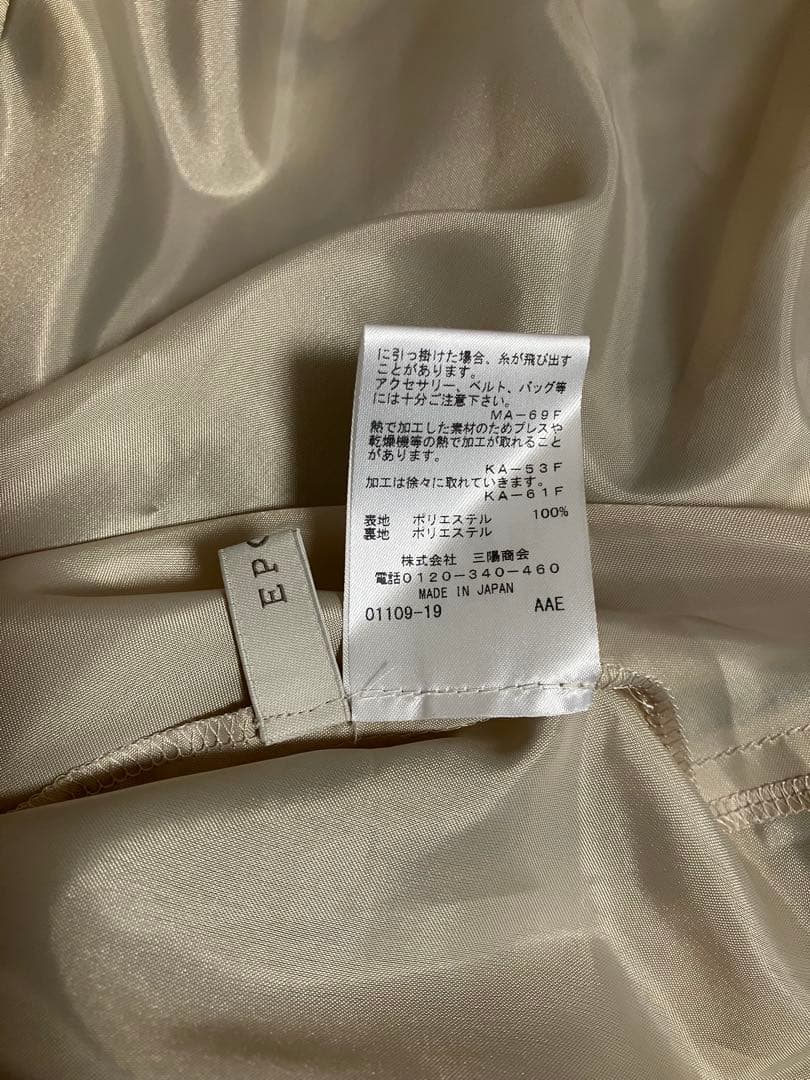 に引っ掛けた場合、糸が飛び出す
ことがあります。
アクセサリー、ベルト、バッグ等
には十分ご注意下さい。
MA-69F
熱で加工した素材のためプレスや
乾燥機等の熱で加工が取れること
があります。
KA-53F
加工は徐々に取れていきます。
KA-61F
表地 ポリエステル 100%
裏地 ポリエステル
株式会社 三陽商会
電話0120-340-460
MADE IN JAPAN
01109-19 AAE